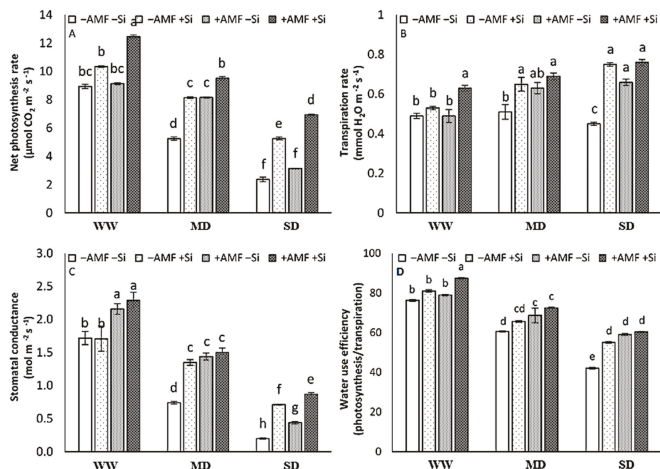 −AMF −Si −AMF +Si +AMF −Si +AMF +Si
A
Net photosynthesis rate
(µmol CO2 m −2 s−1)
14
12
10
8
6
4
2
0
bc b bc a
d c c b
f e f d
WW MD SD
−AMF −Si −AMF +Si +AMF −Si +AMF +Si
B
Transpiration rate
(mmol H2O m −2 s−1)
1
0.8
0.6
0.4
0.2
0
b b b a
b a ab a
c a a a
WW MD SD
−AMF −Si −AMF +Si +AMF −Si +AMF +Si
C
Stomatal conductance
(mol m−2 s−1)
3.0
2.5
2.0
1.5
1.0
0.5
0.0
b b a a
d c c c
h f g e
WW MD SD
−AMF −Si −AMF +Si +AMF −Si +AMF +Si
D
Water use efficiency
(photosynthesis/transpiration)
100
80
60
40
20
0
b b b a
d cd c c
e d d d
WW MD SD